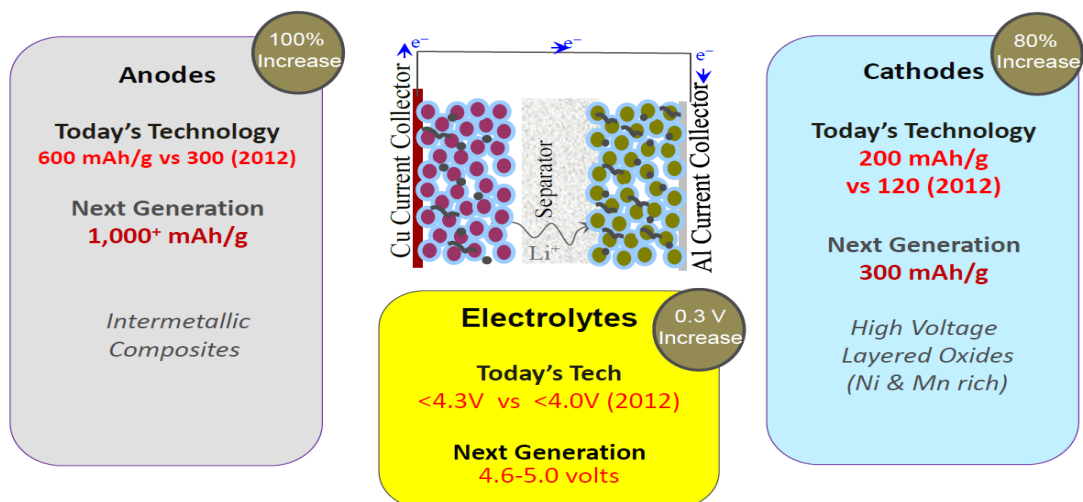 100%
Increase
Anodes
Today's Technology
600 mAh/g vs 300 (2012)
Next Generation
1,000⁺ mAh/g
Intermetallic
Composites
e⁻
e⁻
e⁻
Cu Current Collector
Separator
Li⁺
Al Current Collector
0.3 V
Increase
Electrolytes
Today's Tech
<4.3V vs <4.0V (2012)
Next Generation
4.6-5.0 volts
80%
Increase
Cathodes
Today's Technology
200 mAh/g
vs 120 (2012)
Next Generation
300 mAh/g
High Voltage
Layered Oxides
(Ni & Mn rich)